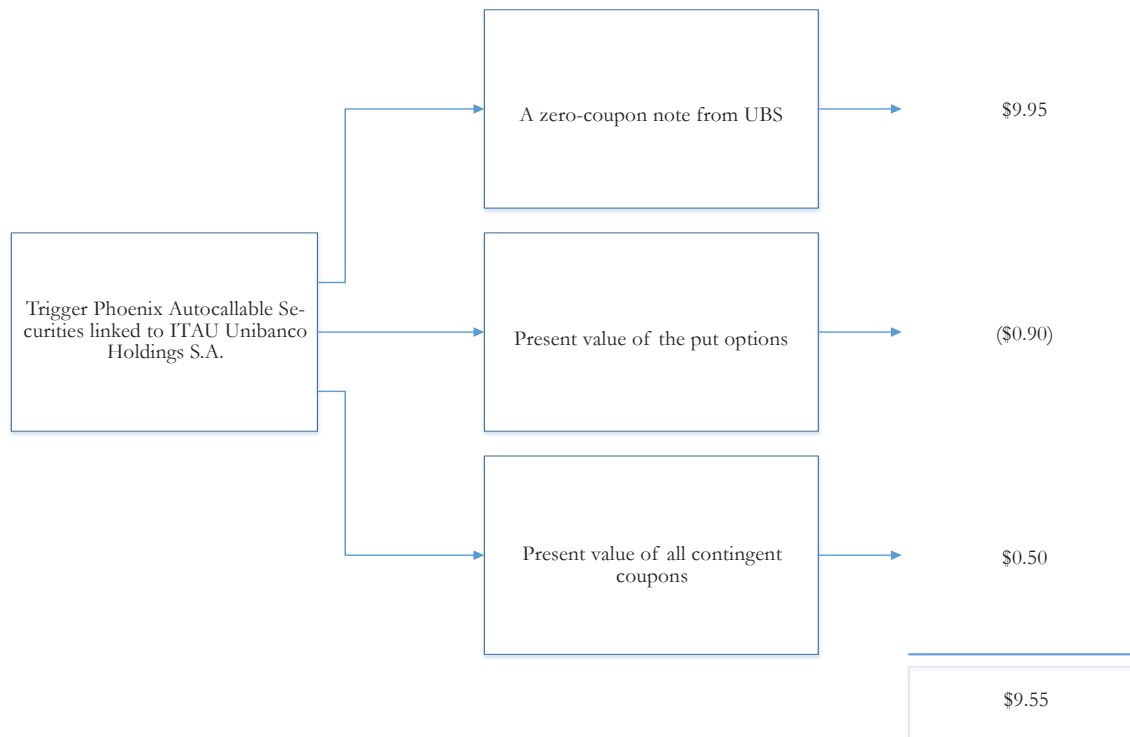 A zero-coupon note from UBS
$9.95
Trigger Phoenix Autocallable Se-
curities linked to ITAU Unibanco
Holdings S.A.
Present value of the put options
($0.90)
Present value of all contingent
coupons
$0.50
$9.55